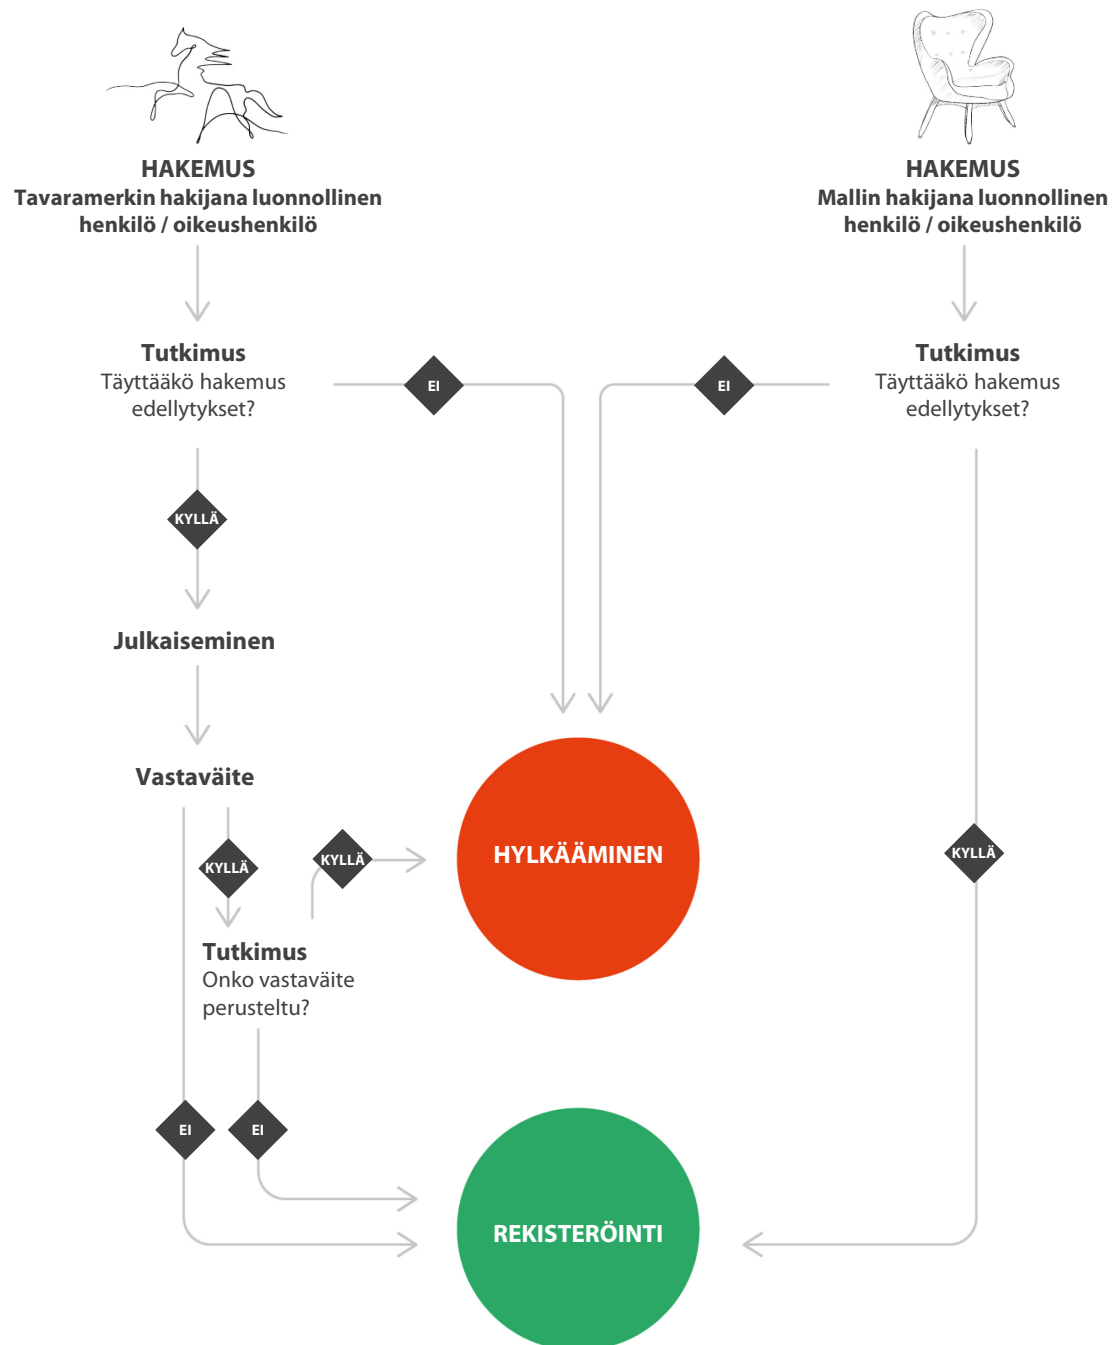 HAKEMUS
Tavaramerkin hakijana luonnollinen
henkilö / oikeushenkilö
HAKEMUS
Mallin hakijana luonnollinen
henkilö / oikeushenkilö
Tutkimus
Täyttääkö hakemus
edellytykset?
EI
EI
Tutkimus
Täyttääkö hakemus
edellytykset?
KYLLÄ
Julkaiseminen
Vastaväite
KYLLÄ
KYLLÄ
HYLKÄÄMINEN
KYLLÄ
Tutkimus
Onko vastaväite
perusteltu?
EI
EI
REKISTERÖINTI